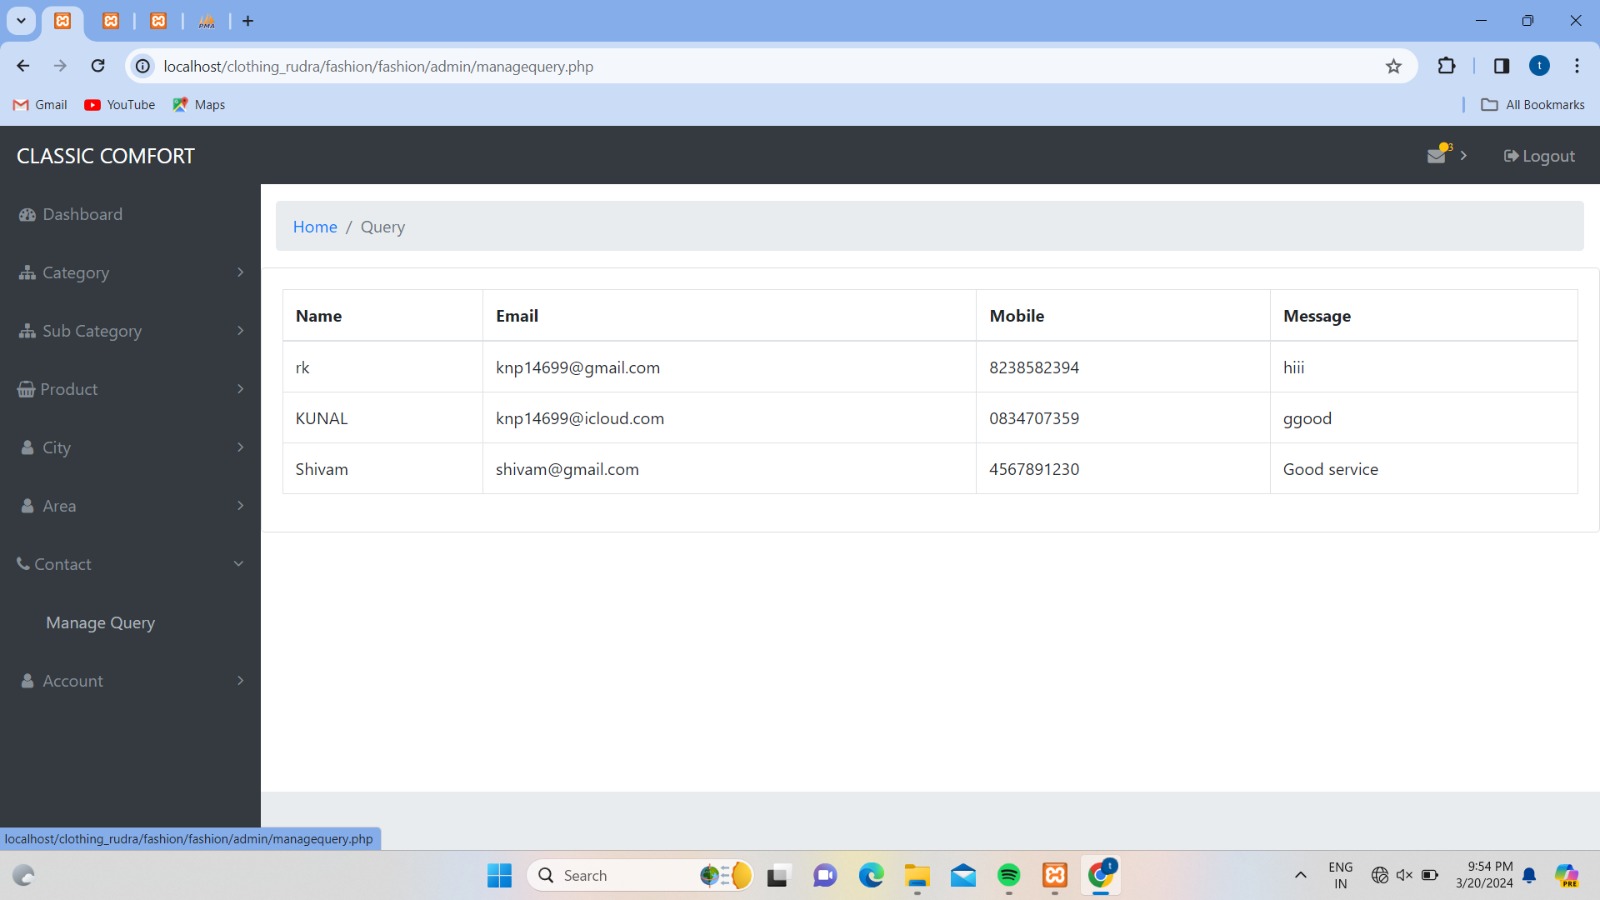 PMA
localhost/clothing_rudra/fashion/fashion/admin/managequery.php
t
Gmail YouTube Maps All Bookmarks
CLASSIC COMFORT
3
Logout
Dashboard
Home / Query
Category
Sub Category
Product
City
Area
Contact
Manage Query
Account
Name Email Mobile Message
rk knp14699@gmail.com 8238582394 hiii
KUNAL knp14699@icloud.com 0834707359 ggood
Shivam shivam@gmail.com 4567891230 Good service
localhost/clothing_rudra/fashion/fashion/admin/managequery.php
Search
t
ENG
IN
9:54 PM
3/20/2024
PRE